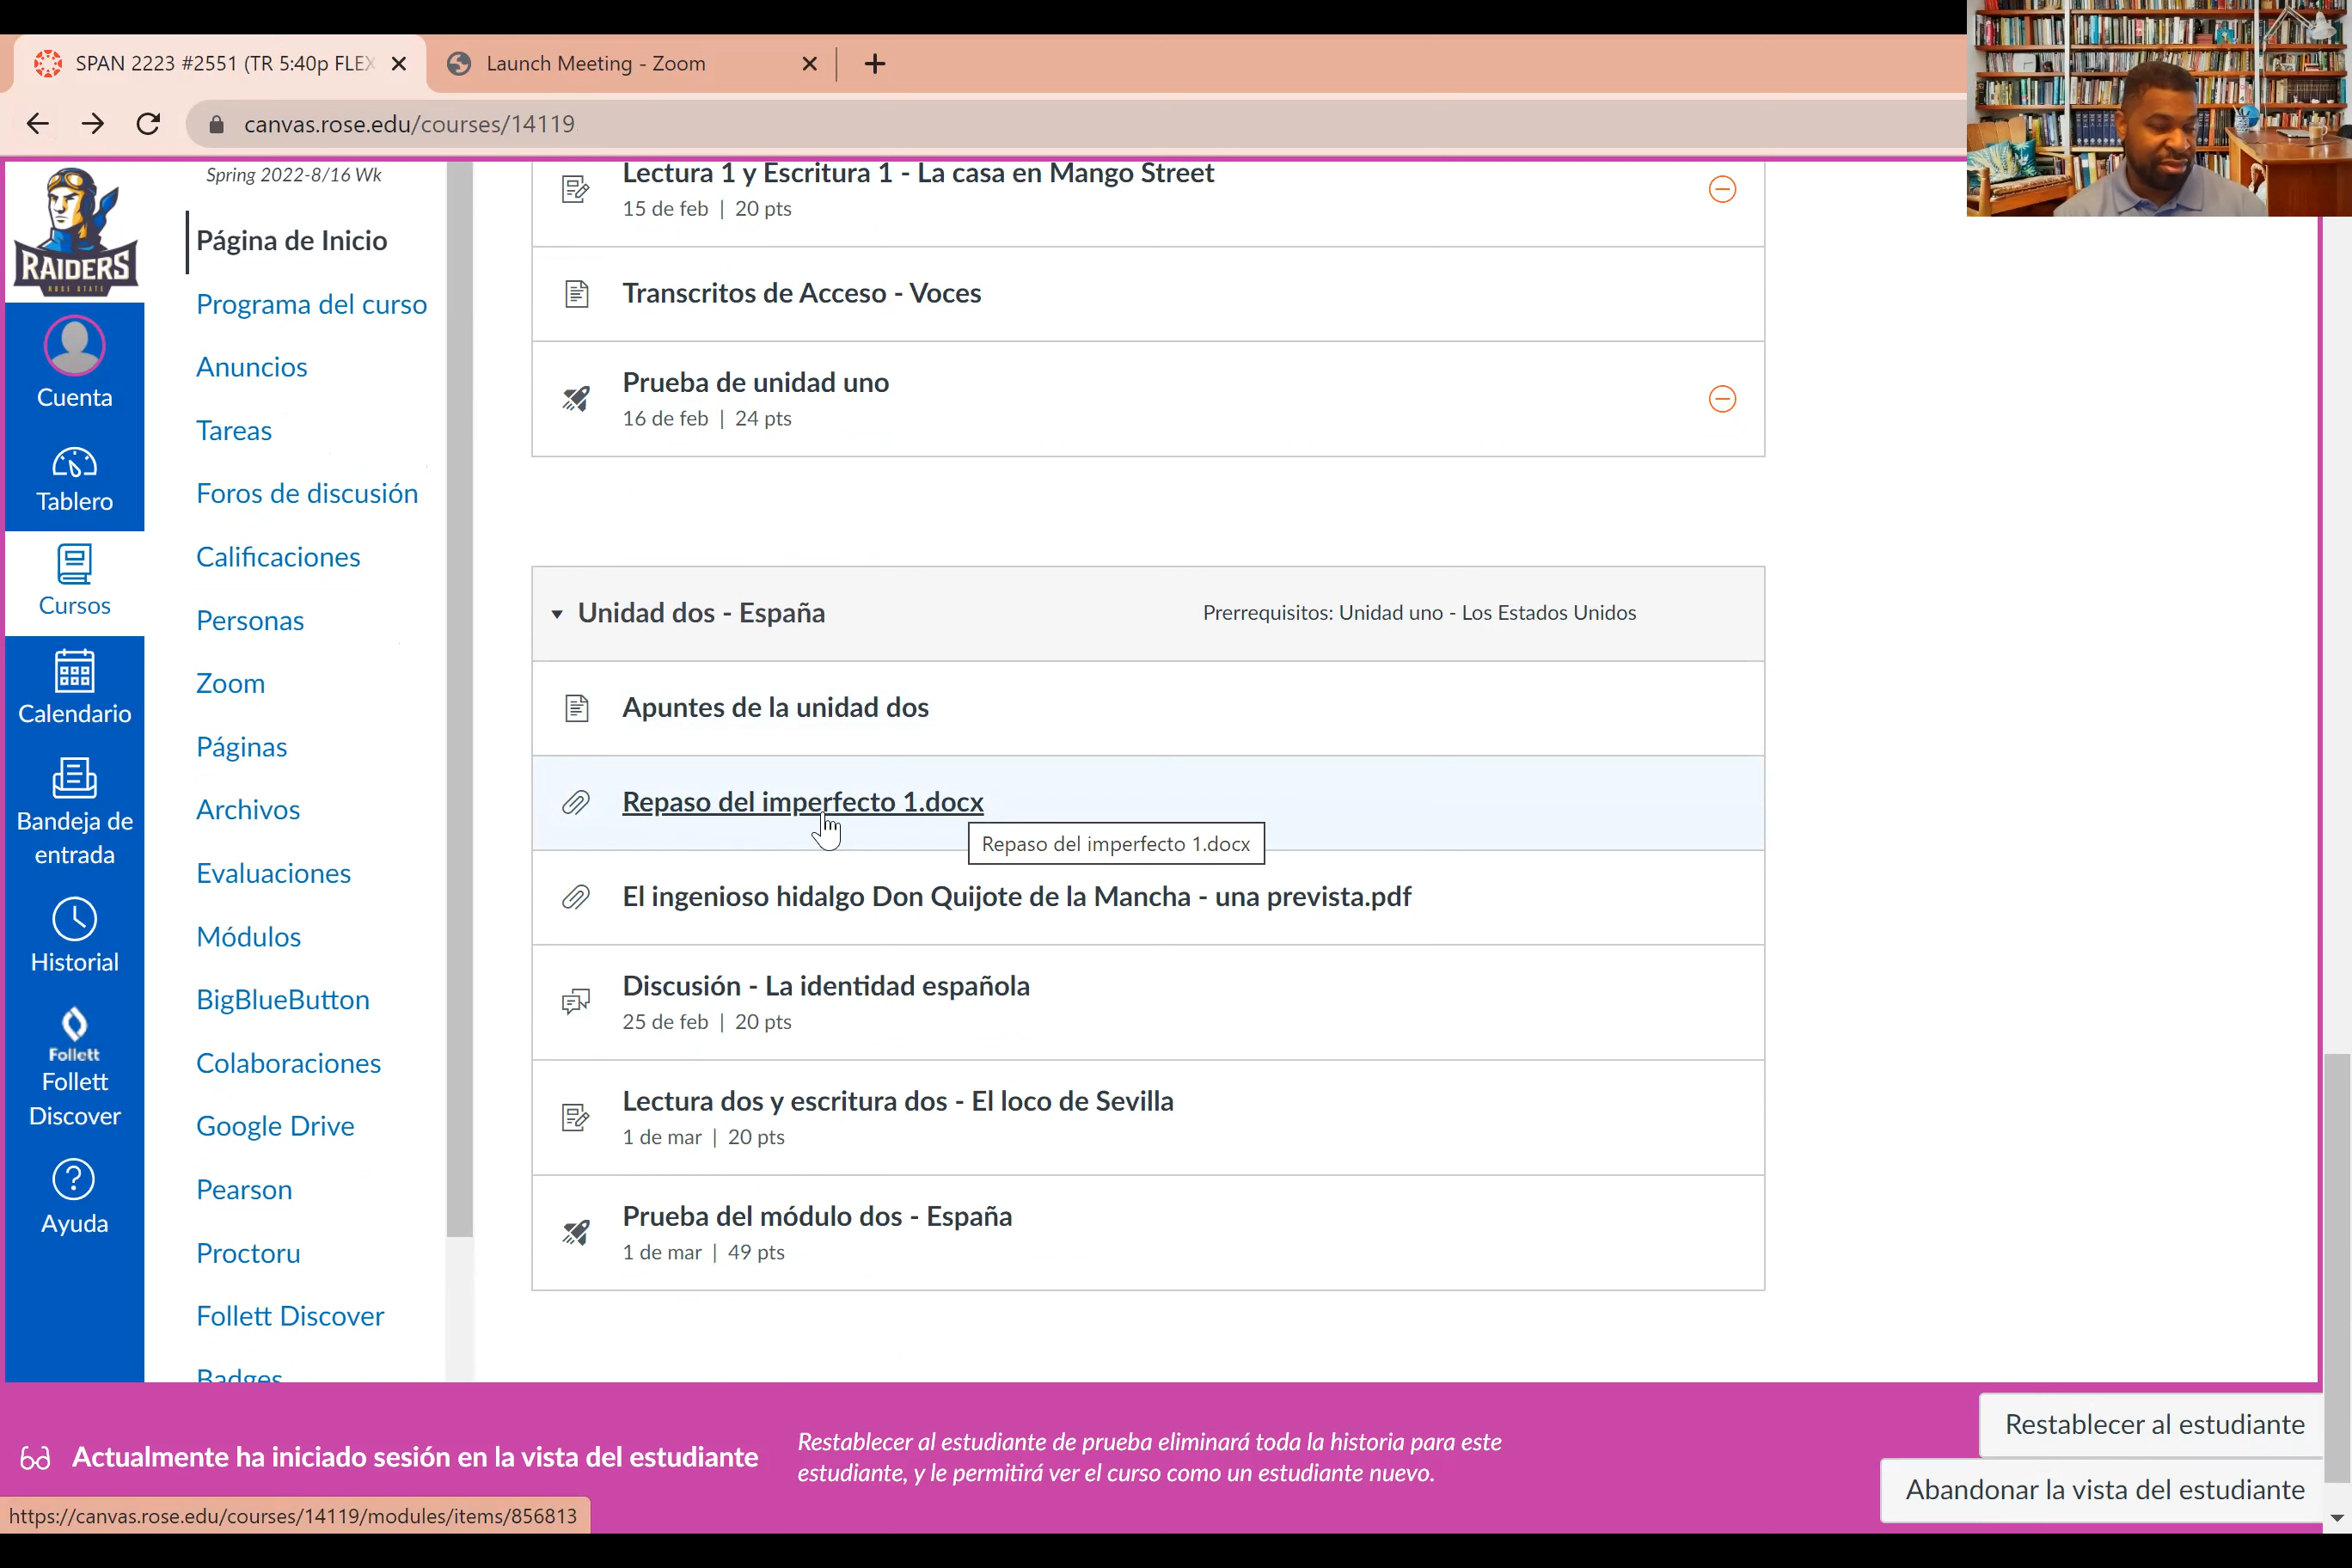 SPAN 2223 #2551 (TR 5:40p FLEX
Launch Meeting - Zoom
canvas.rose.edu/courses/14119
RAIDERS
ROSE STATE
Cuenta
Tablero
Cursos
Calendario
Bandeja de
entrada
Historial
Follett
Follett
Discover
Ayuda
Spring 2022-8/16 Wk
Página de Inicio
Programa del curso
Anuncios
Tareas
Foros de discusión
Calificaciones
Personas
Zoom
Páginas
Archivos
Evaluaciones
Módulos
BigBlueButton
Colaboraciones
Google Drive
Pearson
Proctoru
Follett Discover
Badges
Lectura 1 y Escritura 1 - La casa en Mango Street
15 de feb | 20 pts
Transcritos de Acceso - Voces
Prueba de unidad uno
16 de feb | 24 pts
Unidad dos - España
Prerrequisitos: Unidad uno - Los Estados Unidos
Apuntes de la unidad dos
Repaso del imperfecto 1.docx
Repaso del imperfecto 1.docx
El ingenioso hidalgo Don Quijote de la Mancha - una prevista.pdf
Discusión - La identidad española
25 de feb | 20 pts
Lectura dos y escritura dos - El loco de Sevilla
1 de mar | 20 pts
Prueba del módulo dos - España
1 de mar | 49 pts
Actualmente ha iniciado sesión en la vista del estudiante
Restablecer al estudiante de prueba eliminará toda la historia para este
estudiante, y le permitirá ver el curso como un estudiante nuevo.
Restablecer al estudiante
Abandonar la vista del estudiante
https://canvas.rose.edu/courses/14119/modules/items/856813